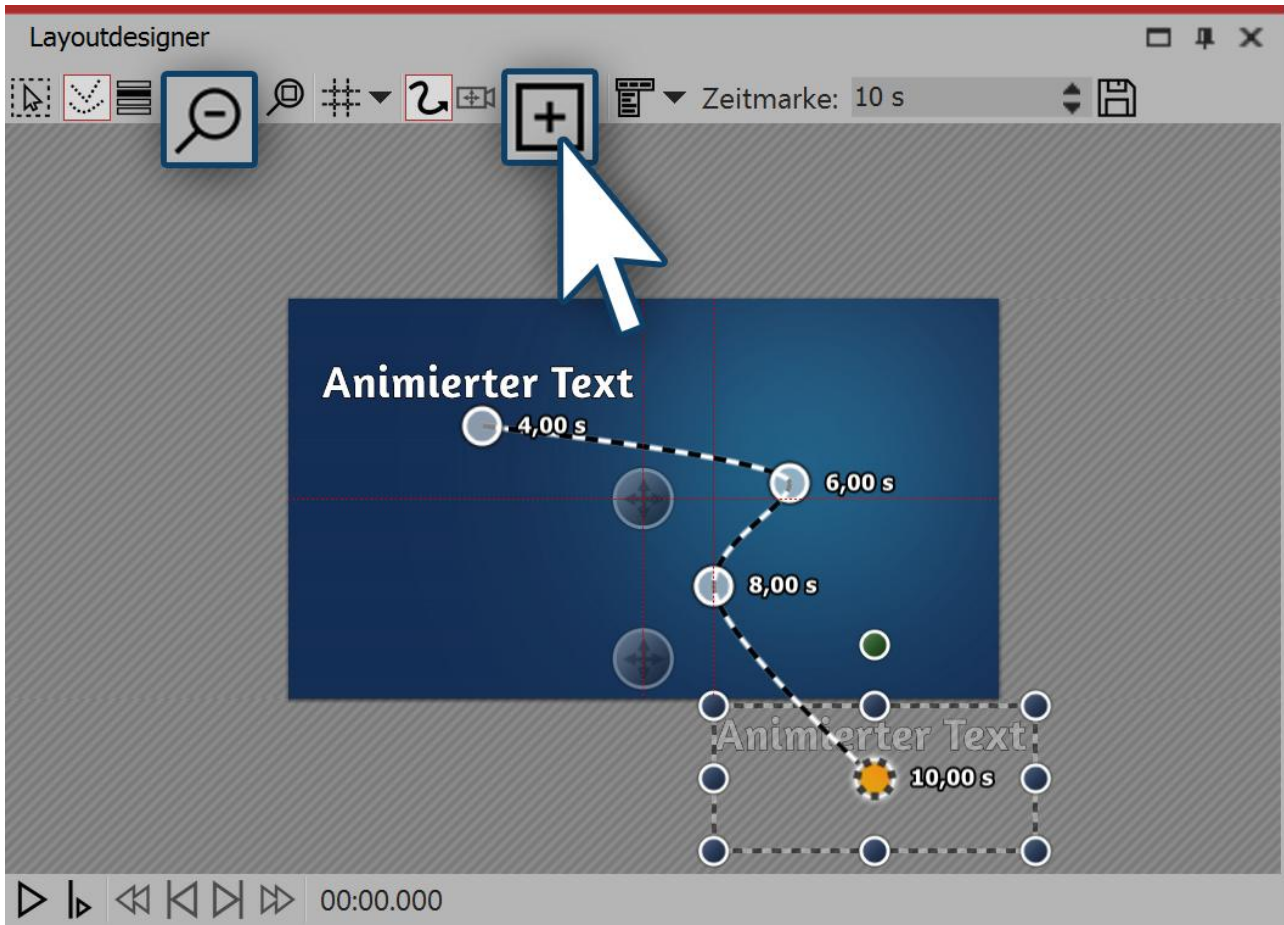 Layoutdesigner
Zeitmarke: 10 s
Animierter Text
4,00 s
6,00 s
8,00 s
Animierter Text
10,00 s
00:00.000